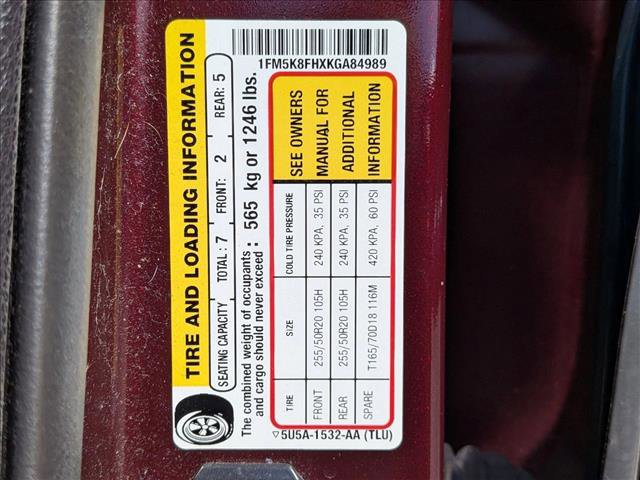 1FM5K8FHXKGA84989
TIRE AND LOADING INFORMATION
SEATING CAPACITY TOTAL : 7 FRONT: 2 REAR: 5
The combined weight of occupants
and cargo should never exceed : 565 kg or 1246 lbs.
TIRE SIZE COLD TIRE PRESSURE SEE OWNERS
FRONT 255/50R20 105H 240 KPA, 35 PSI MANUAL FOR
REAR 255/50R20 105H 240 KPA, 35 PSI ADDITIONAL
SPARE T165/70D18 116M 420 KPA, 60 PSI INFORMATION
▽5U5A-1532-AA (TLU)